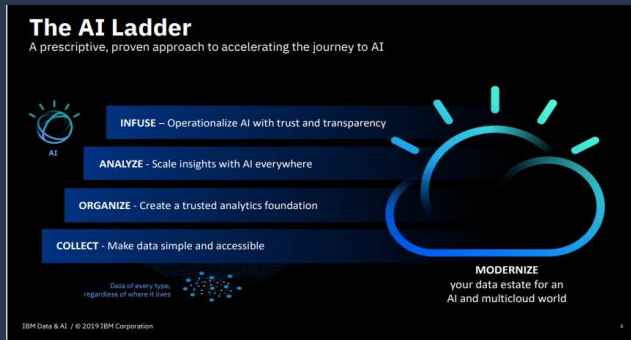 The AI Ladder
A prescriptive, proven approach to accelerating the journey to AI
AI
INFUSE – Operationalize AI with trust and transparency
ANALYZE - Scale insights with AI everywhere
ORGANIZE - Create a trusted analytics foundation
COLLECT - Make data simple and accessible
Data of every type,
regardless of where it lives
MODERNIZE
your data estate for an
AI and multicloud world
IBM Data & AI / © 2019 IBM Corporation
6